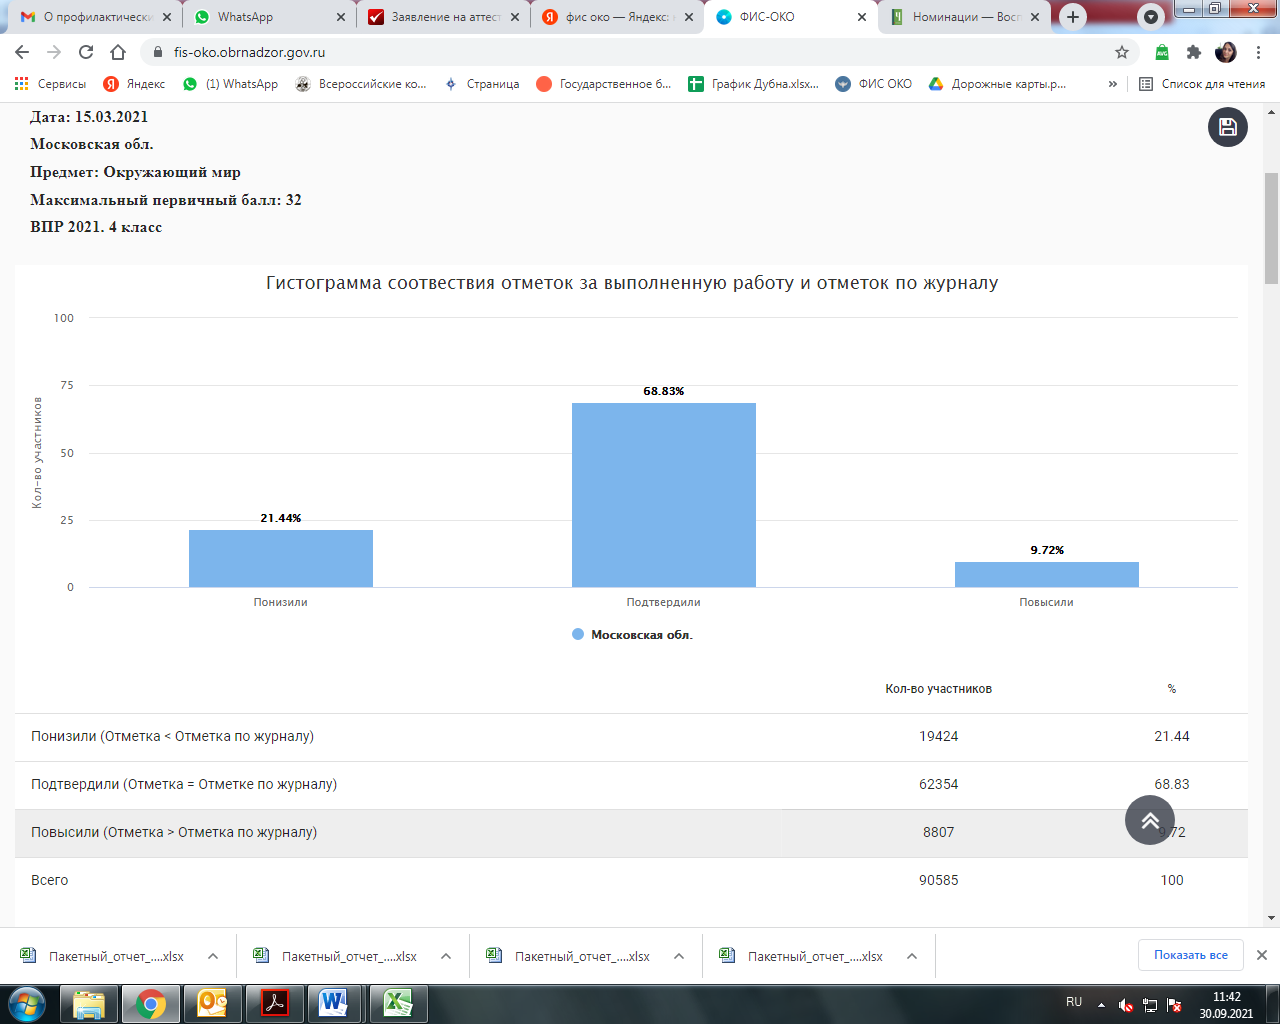 О профилактически
WhatsApp
Заявление на аттест
фис око — Яндекс:
ФИС-ОКО
Номинации — Восп
fis-oko.obrnadzor.gov.ru
Сервисы
Яндекс
(1) WhatsApp
Всероссийские ко...
Страница
Государственное б...
График Дубна.xlsx...
ФИС ОКО
Дорожные карты.р...
»
Список для чтения
Дата: 15.03.2021
Московская обл.
Предмет: Окружающий мир
Максимальный первичный балл: 32
ВПР 2021. 4 класс
Гистограмма соотвествия отметок за выполненную работу и отметок по журналу
Кол-во участников
100
75
50
25
0
21.44%
68.83%
9.72%
Понизили
Подтвердили
Повысили
Московская обл.
Кол-во участников %
Понизили (Отметка < Отметка по журналу) 19424 21.44
Подтвердили (Отметка = Отметке по журналу) 62354 68.83
Повысили (Отметка > Отметка по журналу) 8807 9.72
Всего 90585 100
Пакетный_отчет_....xlsx
Пакетный_отчет_....xlsx
Пакетный_отчет_....xlsx
Пакетный_отчет_....xlsx
Показать все
RU
11:42
30.09.2021